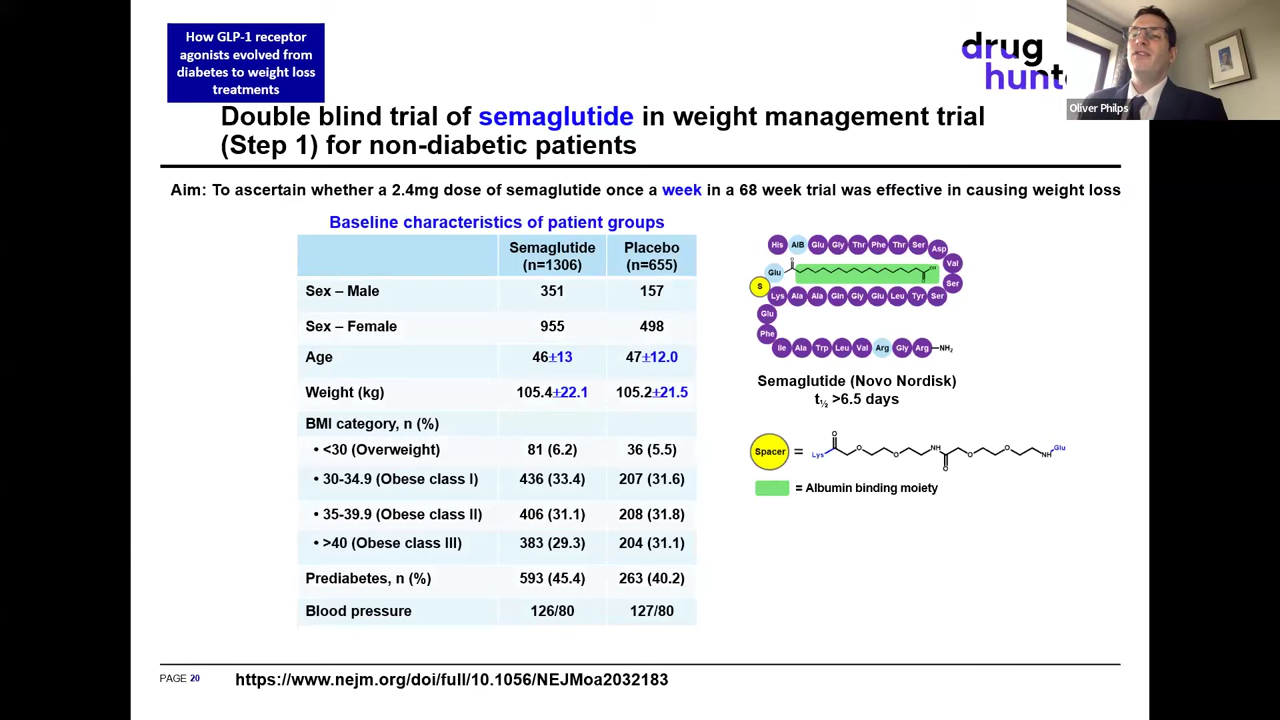 How GLP-1 receptor
agonists evolved from
diabetes to weight loss
treatments
drug
hunte
Oliver Philps
Double blind trial of semaglutide in weight management trial
(Step 1) for non-diabetic patients
Aim: To ascertain whether a 2.4mg dose of semaglutide once a week in a 68 week trial was effective in causing weight loss
Baseline characteristics of patient groups
Semaglutide Placebo
(n=1306) (n=655)
Sex – Male 351 157
Sex – Female 955 498
Age 46±13 47±12.0
Weight (kg) 105.4±22.1 105.2±21.5
BMI category, n (%)
• <30 (Overweight) 81 (6.2) 36 (5.5)
• 30-34.9 (Obese class I) 436 (33.4) 207 (31.6)
• 35-39.9 (Obese class II) 406 (31.1) 208 (31.8)
• >40 (Obese class III) 383 (29.3) 204 (31.1)
Prediabetes, n (%) 593 (45.4) 263 (40.2)
Blood pressure 126/80 127/80
His AIB Glu Gly Thr Phe Thr Ser Asp
Val
Ser
Glu O OH O
S
Lys Ala Ala Gln Gly Glu Leu Tyr Ser
Glu
Phe
Ile Ala Trp Leu Val Arg Gly Arg NH₂
Semaglutide (Novo Nordisk)
t½ >6.5 days
Spacer = Lys O O O NH O O O NH Glu
= Albumin binding moiety
PAGE 20
https://www.nejm.org/doi/full/10.1056/NEJMoa2032183